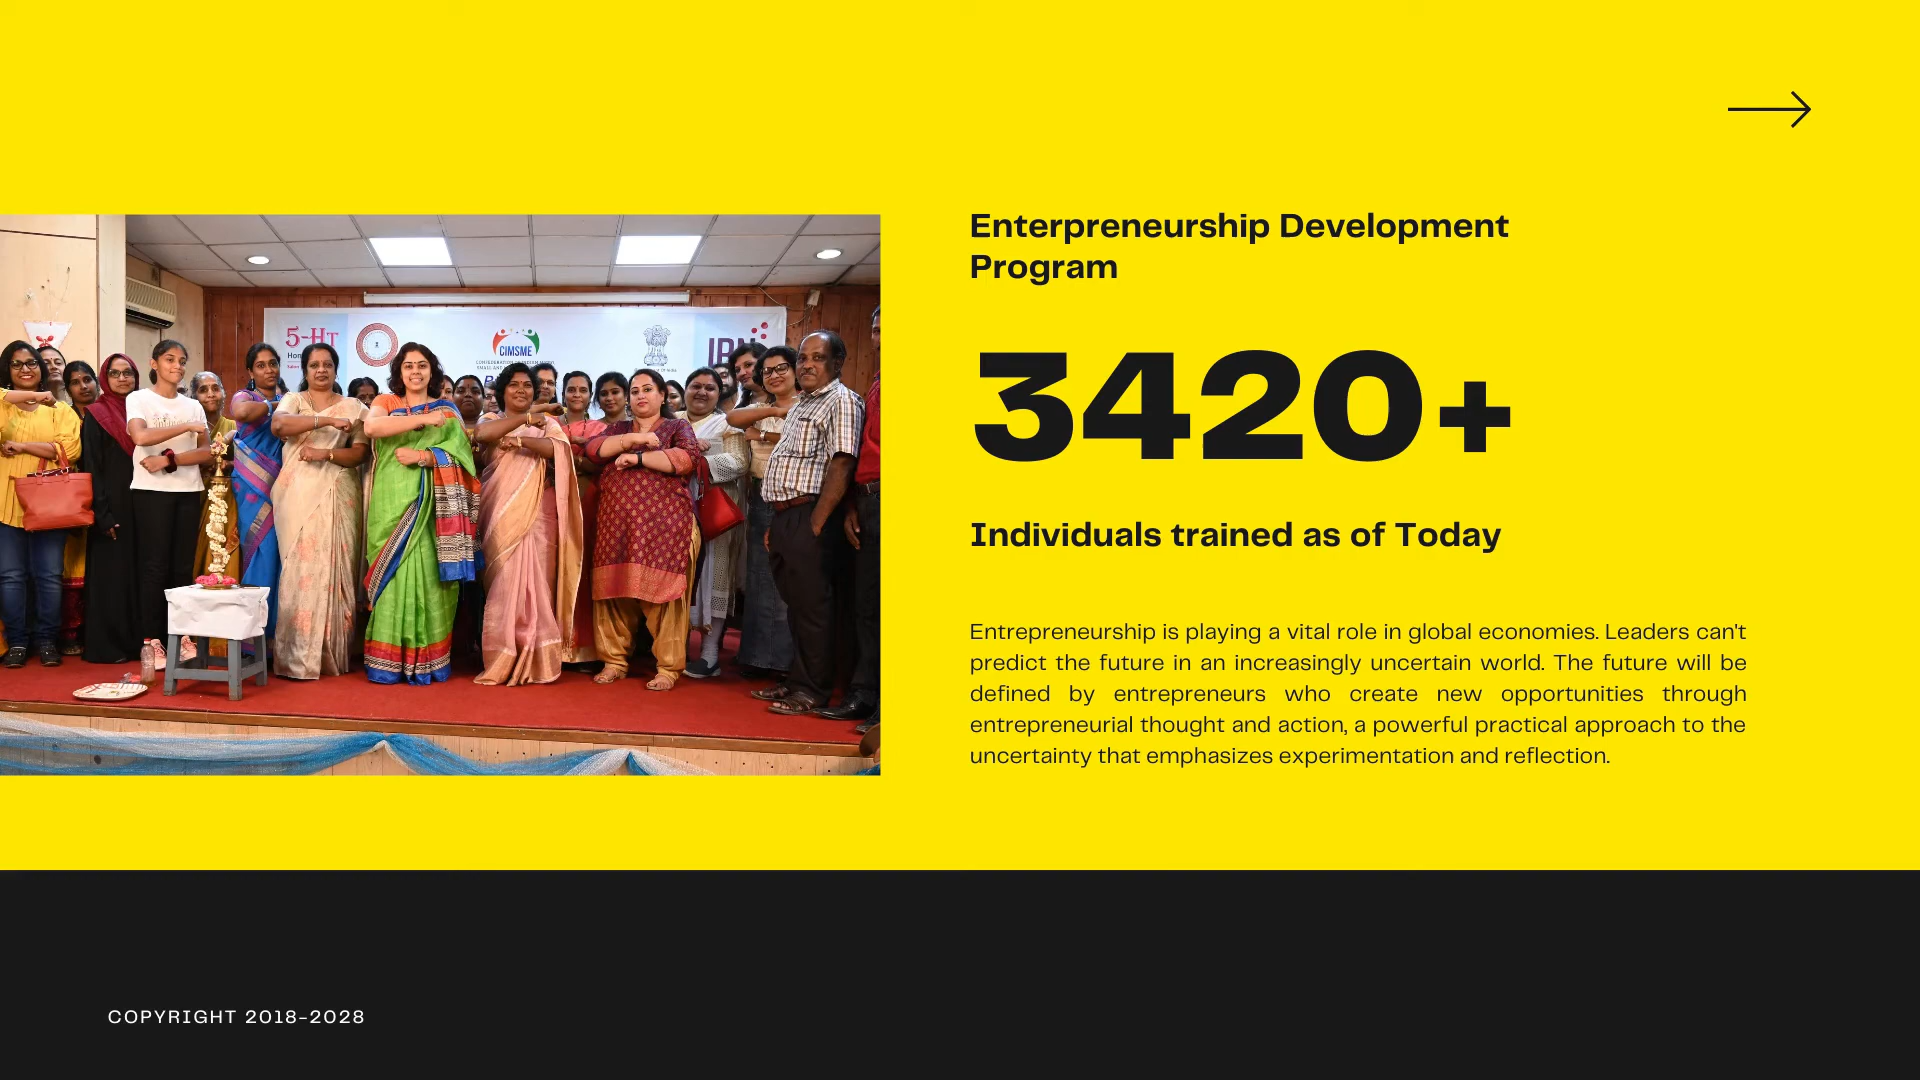 Enterpreneurship Development
Program
3420+
Individuals trained as of Today
Entrepreneurship is playing a vital role in global economies. Leaders can't
predict the future in an increasingly uncertain world. The future will be
defined by entrepreneurs who create new opportunities through
entrepreneurial thought and action, a powerful practical approach to the
uncertainty that emphasizes experimentation and reflection.
5-HT
CIMSME
COPYRIGHT 2018-2028